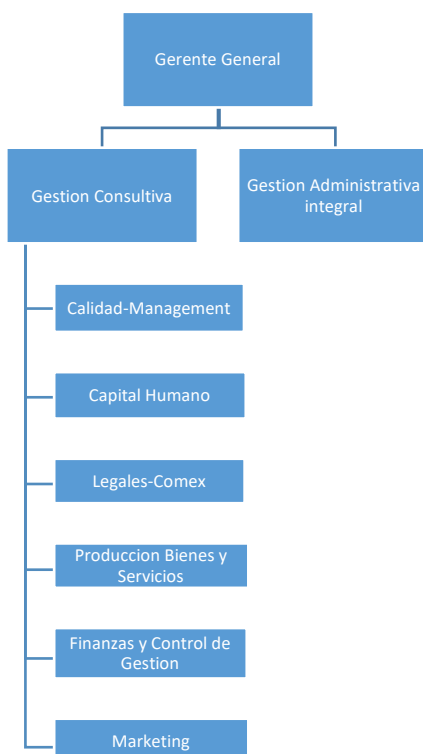 Gerente General
Gestion Consultiva
Gestion Administrativa
integral
Calidad-Management
Capital Humano
Legales-Comex
Produccion Bienes y
Servicios
Finanzas y Control de
Gestion
Marketing